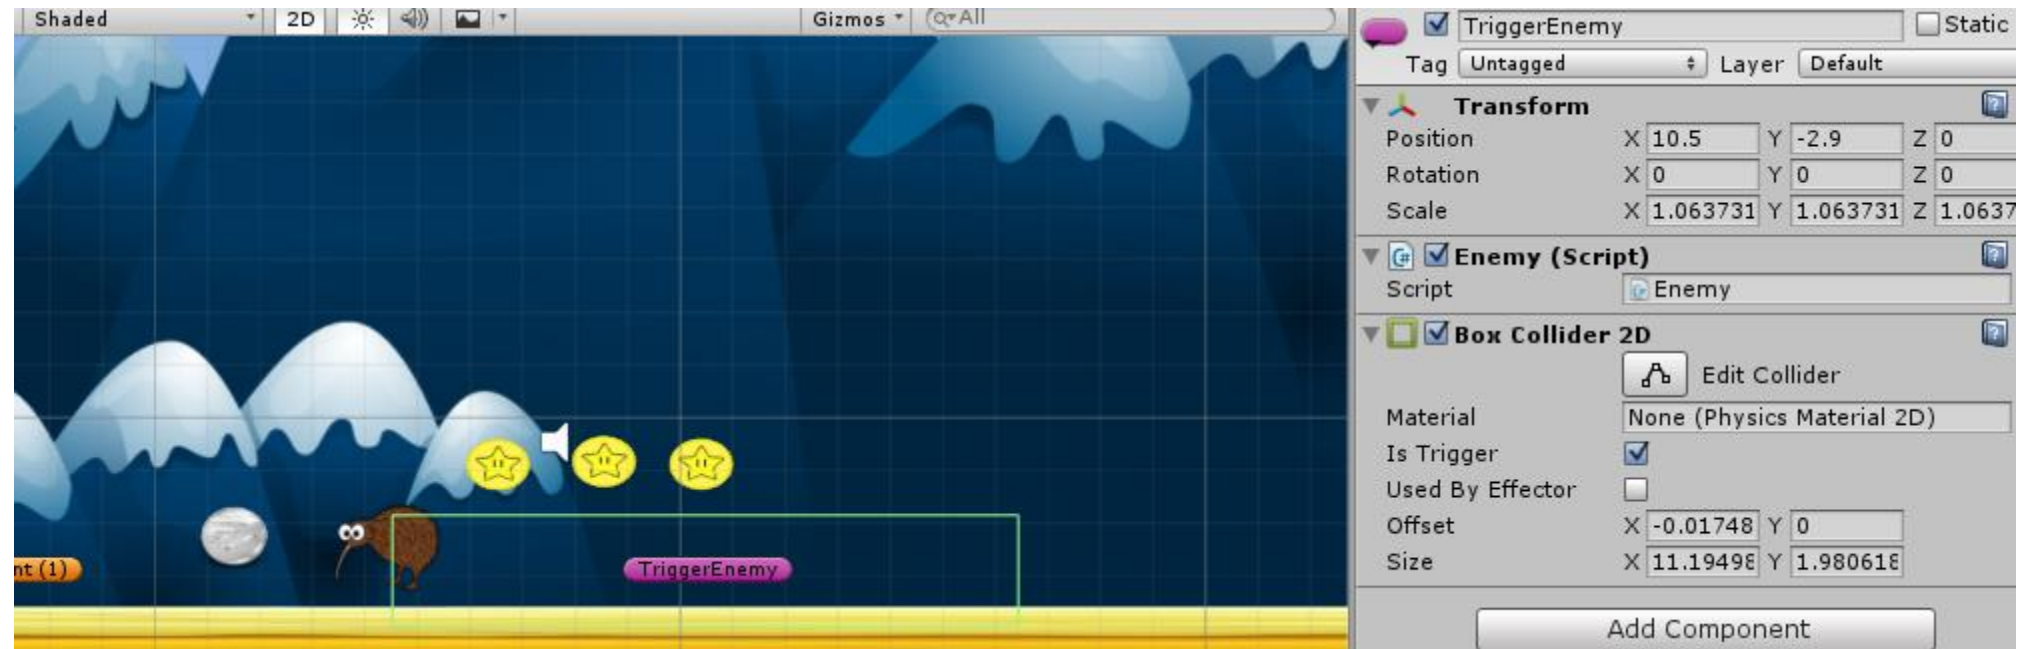 Shaded 2D Gizmos All
nt (1)
TriggerEnemy
TriggerEnemy Static
Tag Untagged Layer Default
Transform
Position X 10.5 Y -2.9 Z 0
Rotation X 0 Y 0 Z 0
Scale X 1.063731 Y 1.063731 Z 1.0637
Enemy (Script)
Script Enemy
Box Collider 2D
Edit Collider
Material None (Physics Material 2D)
Is Trigger
Used By Effector
Offset X -0.01748 Y 0
Size X 11.19498 Y 1.980618
Add Component